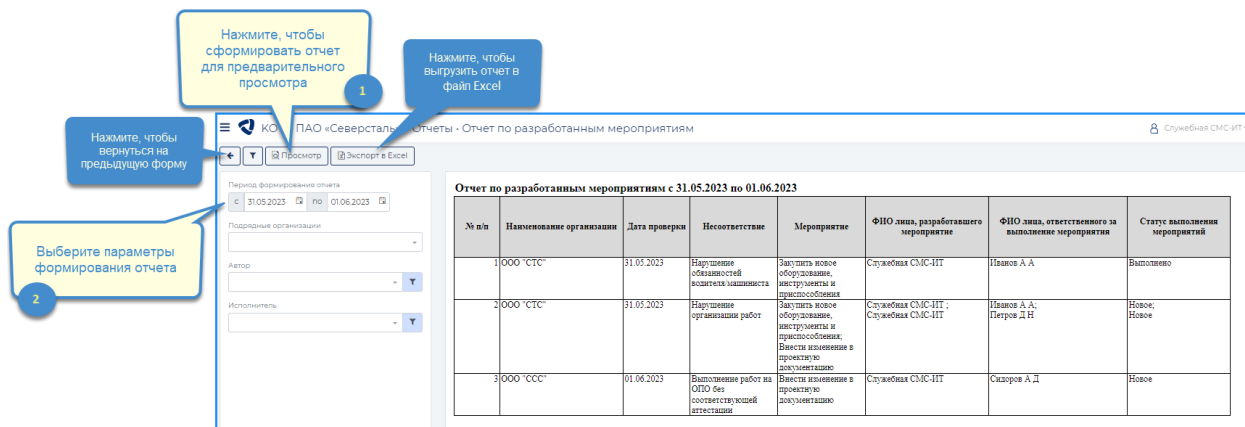 Нажмите, чтобы
сформировать отчет
для предварительного
просмотра
1
Нажмите, чтобы
выгрузить отчет в
файл Excel
Нажмите, чтобы
вернуться на
предыдущую форму
ПАО «Северсталь
Отчет по разработанным мероприятиям
Служебная СМС-ИТ
Просмотр
Экспорт в Excel
Период формирования отчета
с 31.05.2023 по 01.06.2023
Подрядные организации
Автор
Исполнитель
Выберите параметры
формирования отчета
2
Отчет по разработанным мероприятиям с 31.05.2023 по 01.06.2023
№ п/п
Наименование организации
Дата проверки
Несоответствие
Мероприятие
ФИО лица, разработавшего
мероприятие
ФИО лица, ответственного за
выполнение мероприятия
Статус выполнения
мероприятий
1
ООО "СТС"
31.05.2023
Нарушение
обязанностей
водителя/машиниста
Закупить новое
оборудование,
инструменты и
приспособления
Служебная СМС-ИТ
Иванов А А
Выполнено
2
ООО "СТС"
31.05.2023
Нарушение
организации работ
Закупить новое
оборудование,
инструменты и
приспособления;
Внести изменение в
проектную
документацию
Служебная СМС-ИТ ;
Служебная СМС-ИТ
Иванов А А;
Петров Д Н
Новое;
Новое
3
ООО "ССС"
01.06.2023
Выполнение работ на
ОПО без
соответствующей
аттестации
Внести изменение в
проектную
документацию
Служебная СМС-ИТ
Сидоров А Д
Новое